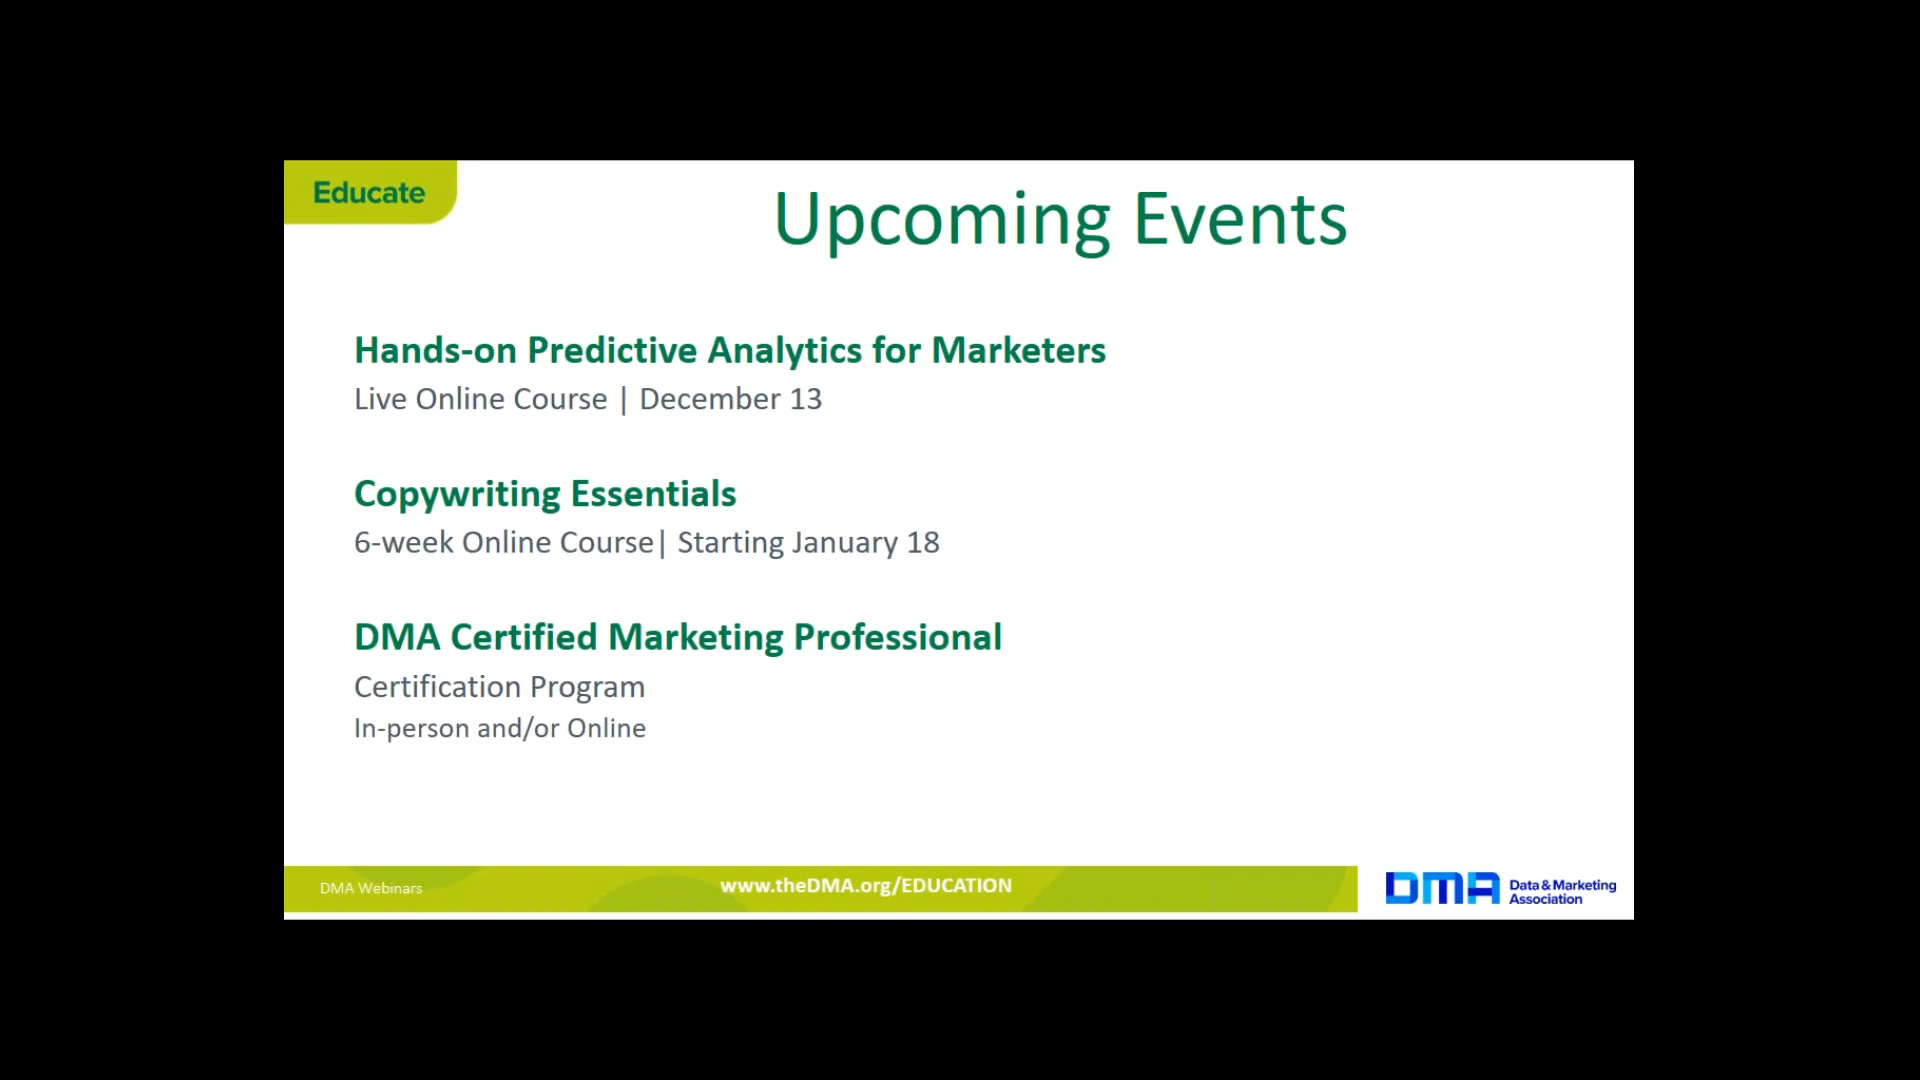 Educate
Upcoming Events
Hands-on Predictive Analytics for Marketers
Live Online Course | December 13
Copywriting Essentials
6-week Online Course| Starting January 18
DMA Certified Marketing Professional
Certification Program
In-person and/or Online
DMA Webinars
www.theDMA.org/EDUCATION
DMA
Data & Marketing
Association